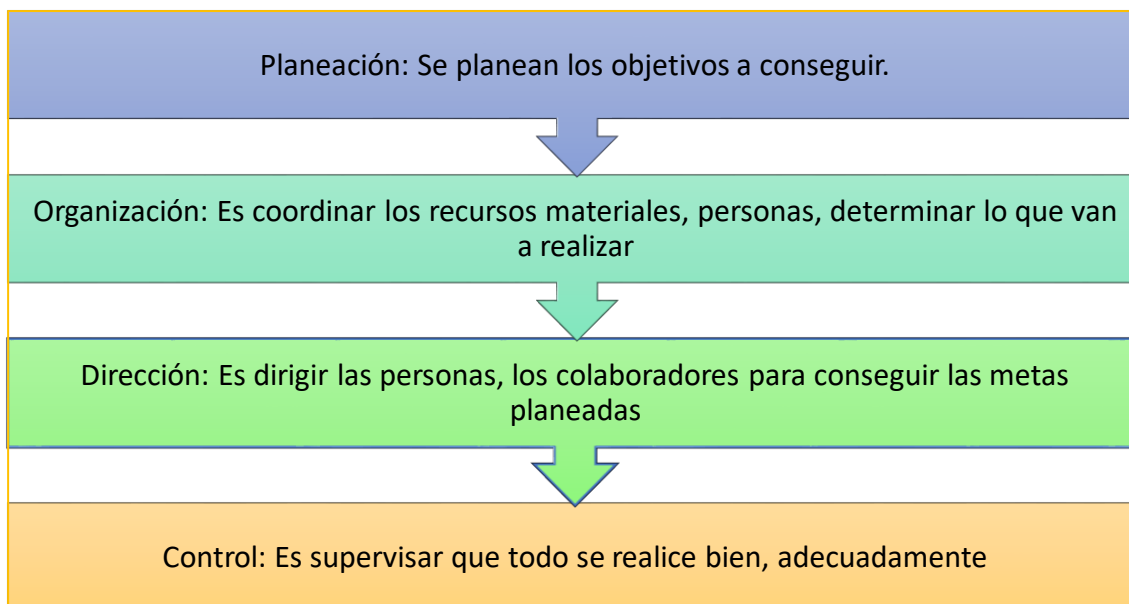 Planeación: Se planean los objetivos a conseguir.
Organización: Es coordinar los recursos materiales, personas, determinar lo que van
a realizar
Dirección: Es dirigir las personas, los colaboradores para conseguir las metas
planeadas
Control: Es supervisar que todo se realice bien, adecuadamente